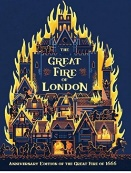 THE
GREAT
FIRE OF
LONDON
ANNIVERSARY EDITION OF THE GREAT FIRE OF 1666